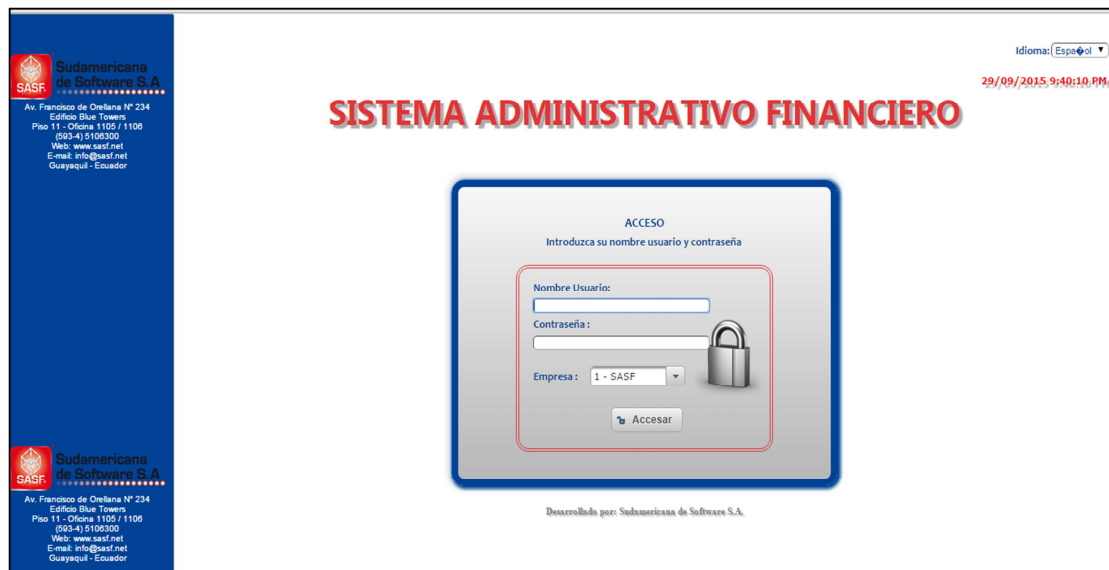 SASF.
Sudamericana
de Software S.A.
Av. Francisco de Orellana Nº 234
Edificio Blue Towers
Piso 11 - Oficina 1105 / 1106
(593-4) 5106300
Web: www.sasf.net
E-mail: info@sasf.net
Guayaquil - Ecuador
Idioma: Espa�ol
29/09/2015 9:40:10 PM
SISTEMA ADMINISTRATIVO FINANCIERO
ACCESO
Introduzca su nombre usuario y contraseña
Nombre Usuario:
Contraseña :
Empresa : 1 - SASF
Accesar
Desarrollado por: Sudamericana de Software S.A.
SASF.
Sudamericana
de Software S.A.
Av. Francisco de Orellana Nº 234
Edificio Blue Towers
Piso 11 - Oficina 1105 / 1106
(593-4) 5106300
Web: www.sasf.net
E-mail: info@sasf.net
Guayaquil - Ecuador